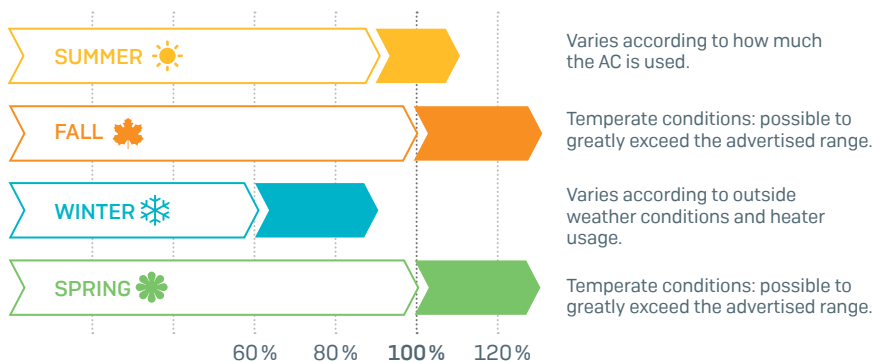 SUMMER
Varies according to how much
the AC is used.
FALL
Temperate conditions: possible to
greatly exceed the advertised range.
WINTER
Varies according to outside
weather conditions and heater
usage.
SPRING
Temperate conditions: possible to
greatly exceed the advertised range.
60 % 80 % 100 % 120 %